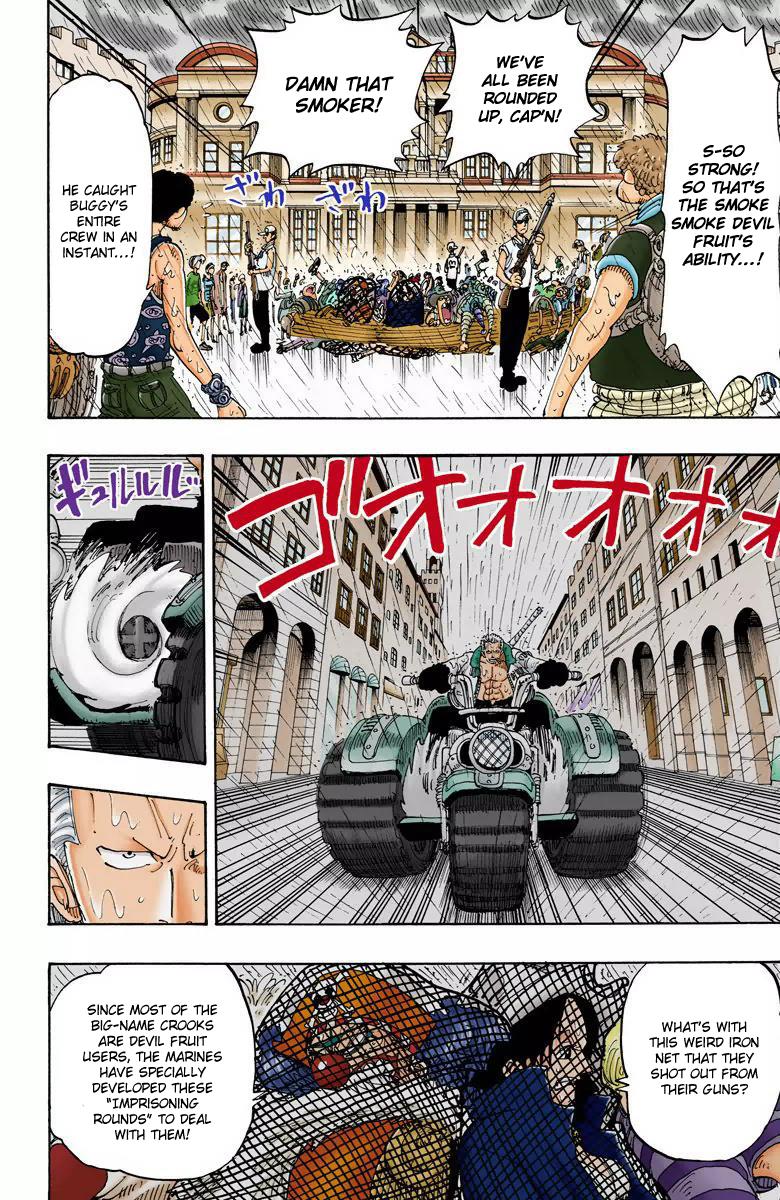 S-SO
STRONG!
SO THAT'S
THE SMOKE
SMOKE DEVIL
FRUIT'S
ABILITY...!
WE'VE
ALL BEEN
ROUNDED
UP, CAP'N!
DAMN THAT
SMOKER!
HE CAUGHT
BUGGY'S
ENTIRE
CREW IN AN
INSTANT...!
ざわ
ざわ
ゴオオオオオ
ギュルルルル
WHAT'S WITH
THIS WEIRD IRON
NET THAT THEY
SHOT OUT FROM
THEIR GUNS?
SINCE MOST OF THE
BIG-NAME CROOKS
ARE DEVIL FRUIT
USERS, THE MARINES
HAVE SPECIALLY
DEVELOPED THESE
"IMPRISONING
ROUNDS" TO DEAL
WITH THEM!